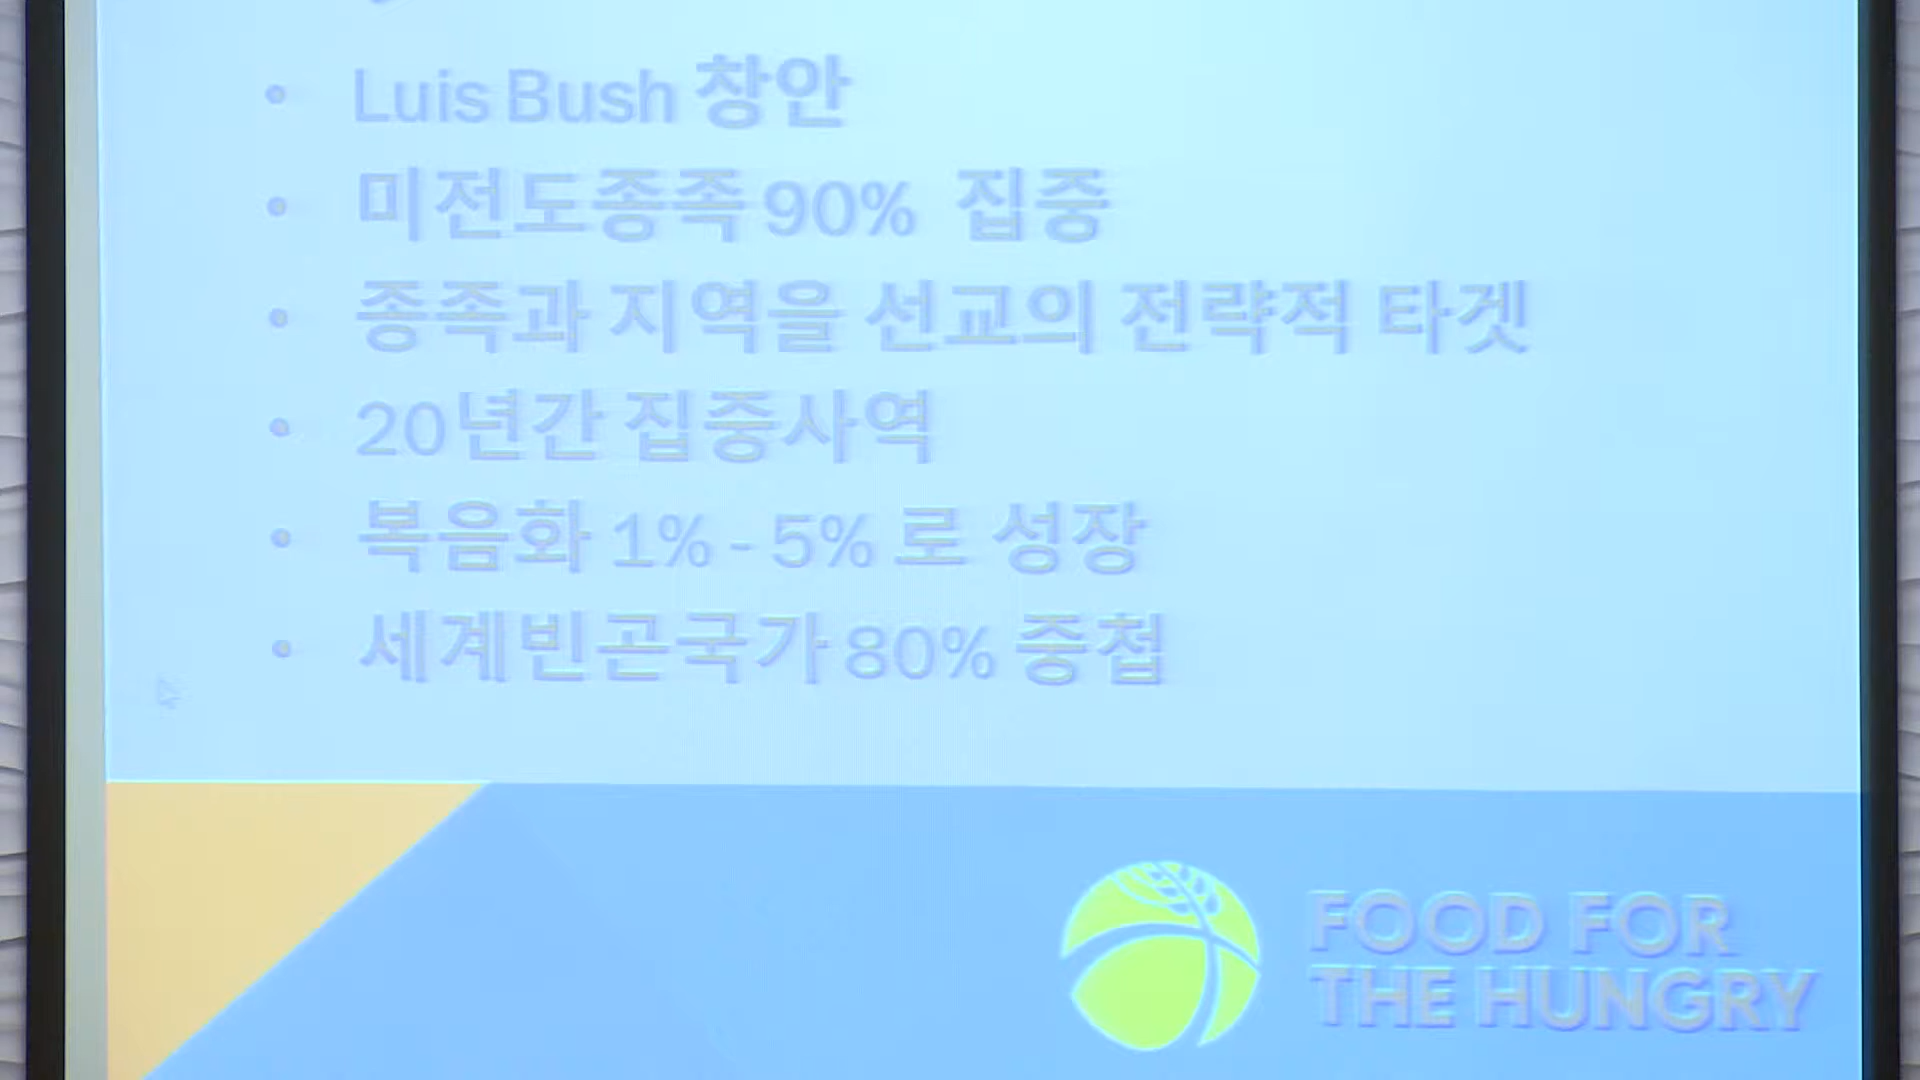 • Luis Bush 창안
• 미전도종족 90% 집중
• 종족과 지역을 선교의 전략적 타겟
• 20년간 집중사역
• 복음화 1% - 5% 로 성장
• 세계빈곤국가 80% 중첩
FOOD FOR
THE HUNGRY